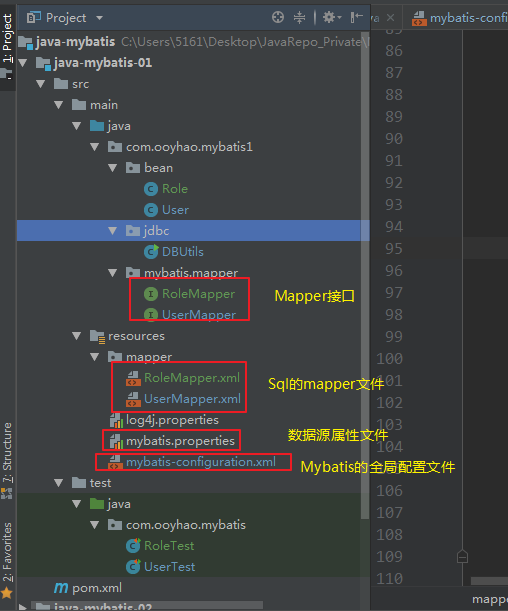 Project
mybatis-conf
java-mybatis C:\Users\5161\Desktop\JavaRepo_Private\
java-mybatis-01
src
main
java
com.ooyhao.mybatis1
bean
Role
User
jdbc
DBUtils
mybatis.mapper
RoleMapper
Mapper接口
UserMapper
resources
mapper
RoleMapper.xml
Sql的mapper文件
UserMapper.xml
log4j.properties
数据源属性文件
mybatis.properties
mybatis-configuration.xml
Mybatis的全局配置文件
test
java
com.ooyhao.mybatis
RoleTest
UserTest
pom.xml
java-mybatis-02
1: Project
7: Structure
2: Favorites
86
87
88
89
90
91
92
93
94
95
96
97
98
99
100
101
102
103
104
105
106
107
108
109
110
mappe